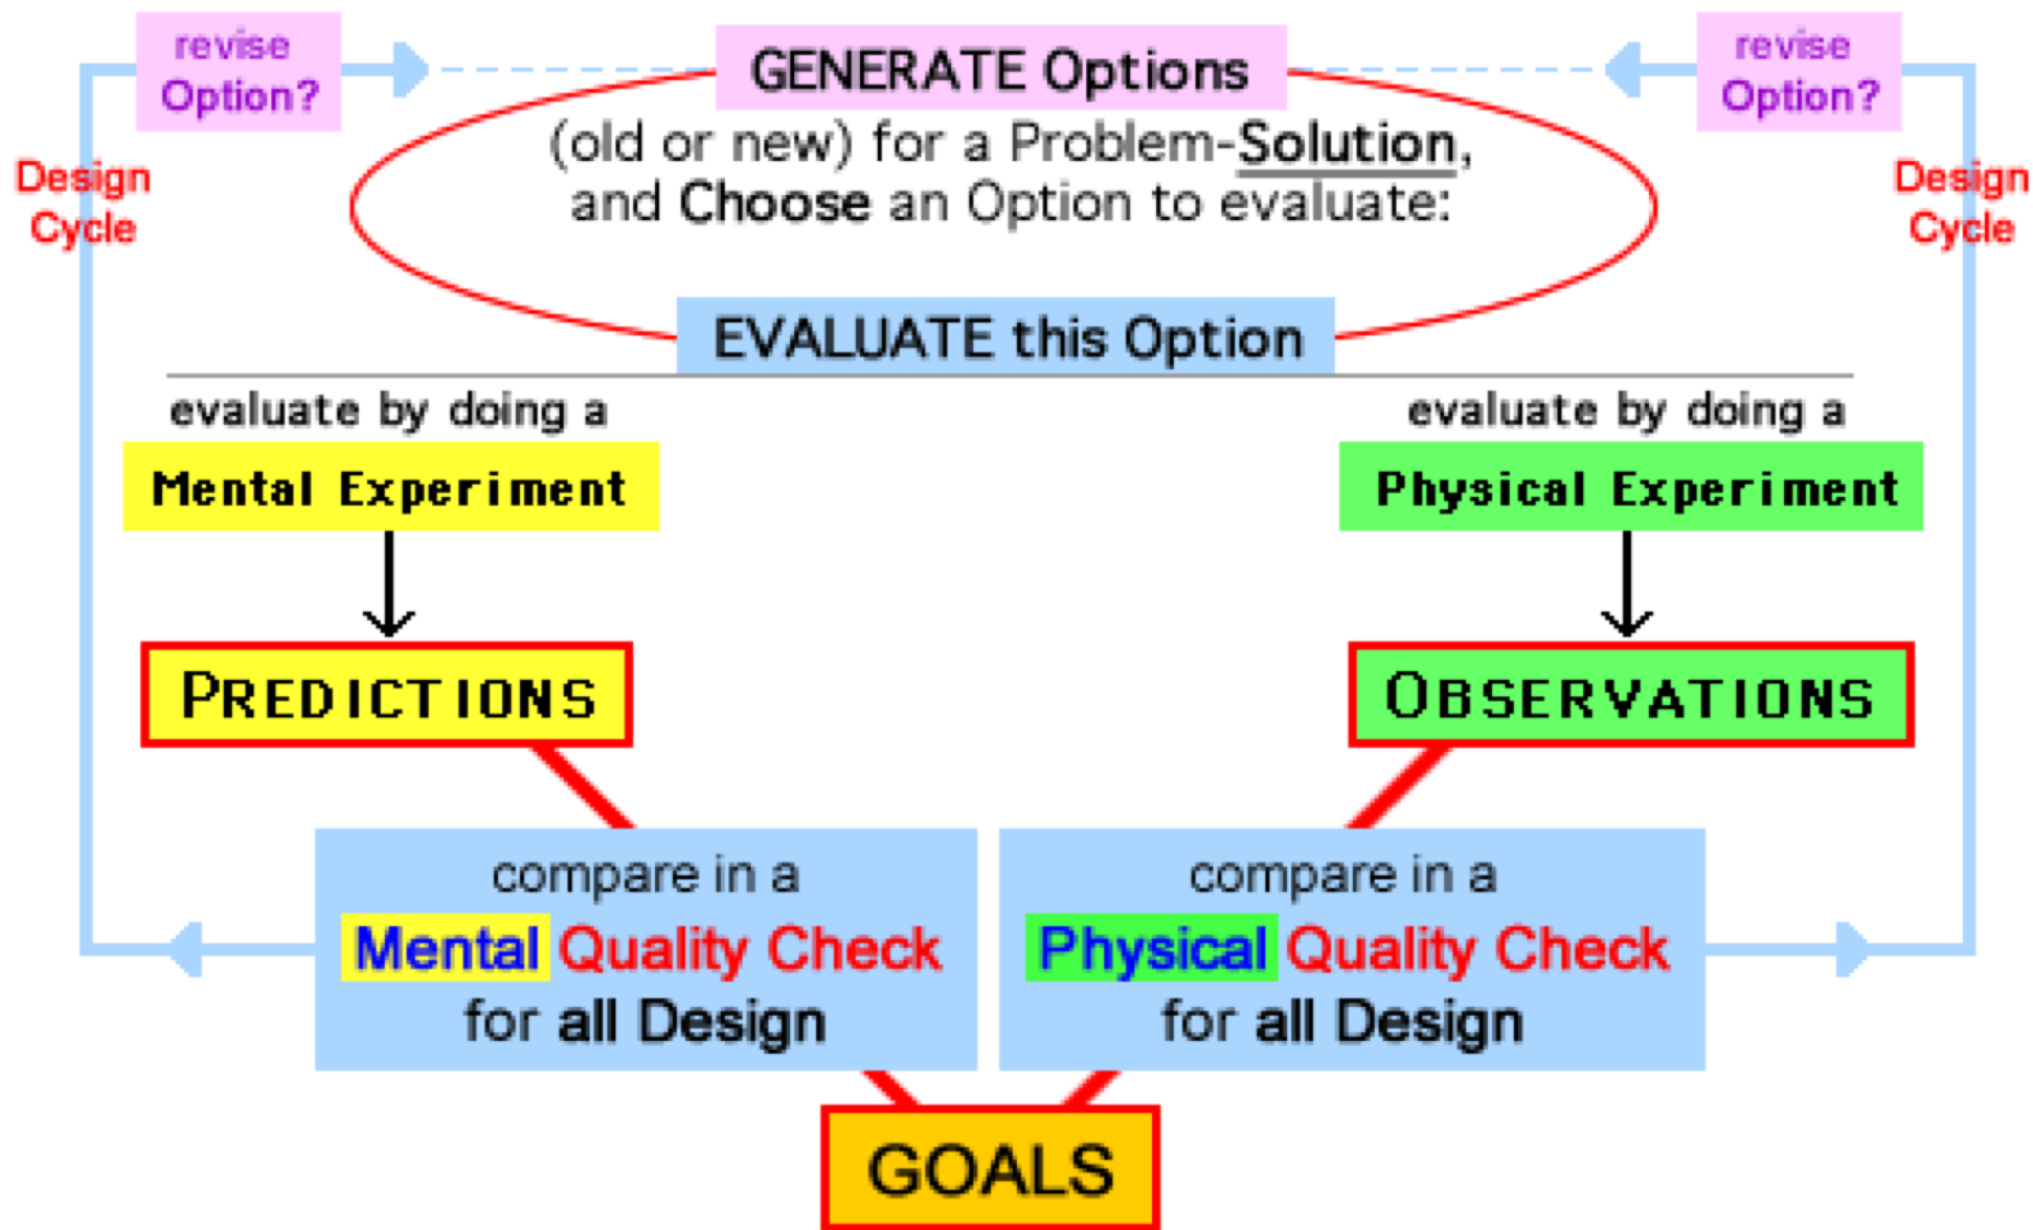 revise
Option?
GENERATE Options
revise
Option?
(old or new) for a Problem-Solution,
and Choose an Option to evaluate:
Design
Cycle
Design
Cycle
EVALUATE this Option
evaluate by doing a
Mental Experiment
PREDICTIONS
evaluate by doing a
Physical Experiment
OBSERVATIONS
compare in a
Mental Quality Check
for all Design
compare in a
Physical Quality Check
for all Design
GOALS